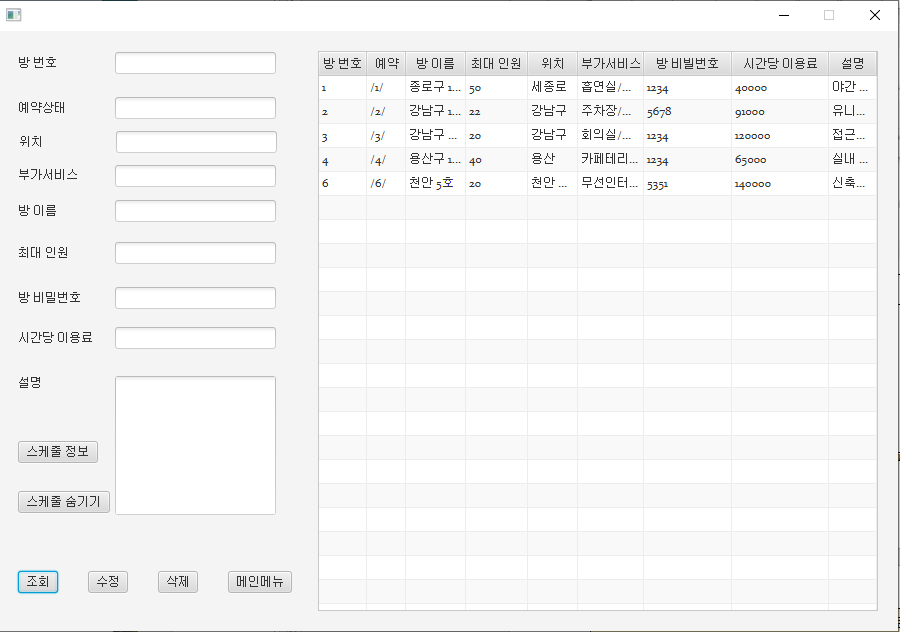 방 번호
예약상태
위치
부가서비스
방 이름
최대 인원
방 비밀번호
시간당 이용료
설명
스케줄 정보
스케줄 숨기기
조회 수정 삭제 메인메뉴
방 번호 예약 방 이름 최대 인원 위치 부가서비스 방 비빌번호 시간당 이용료 설명
1 /1/ 종로구 1... 50 세종로 흡연실/... 1234 40000 야간 ...
2 /2/ 강남구 1... 22 강남구 주차장/... 5678 91000 유니...
3 /3/ 강남구 ... 20 강남구 회의실/... 1234 120000 접근...
4 /4/ 용산구 1... 40 용산 카페테리... 1234 65000 실내 ...
6 /6/ 천안 5호 20 천안 ... 무선인터... 5351 140000 신축...